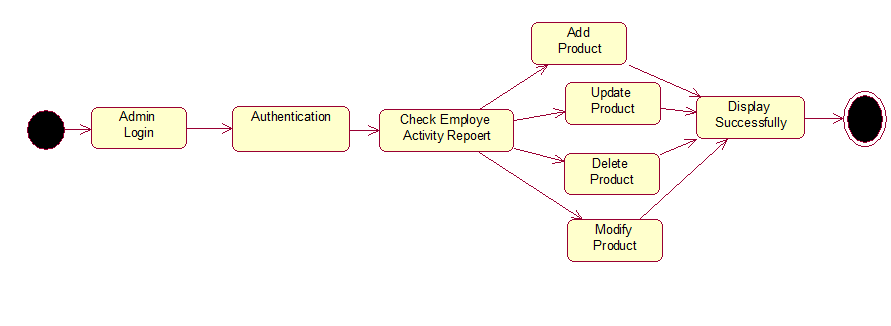 Admin
Login
Authentication
Check Employe
Activity Repoert
Add
Product
Update
Product
Delete
Product
Modify
Product
Display
Successfully